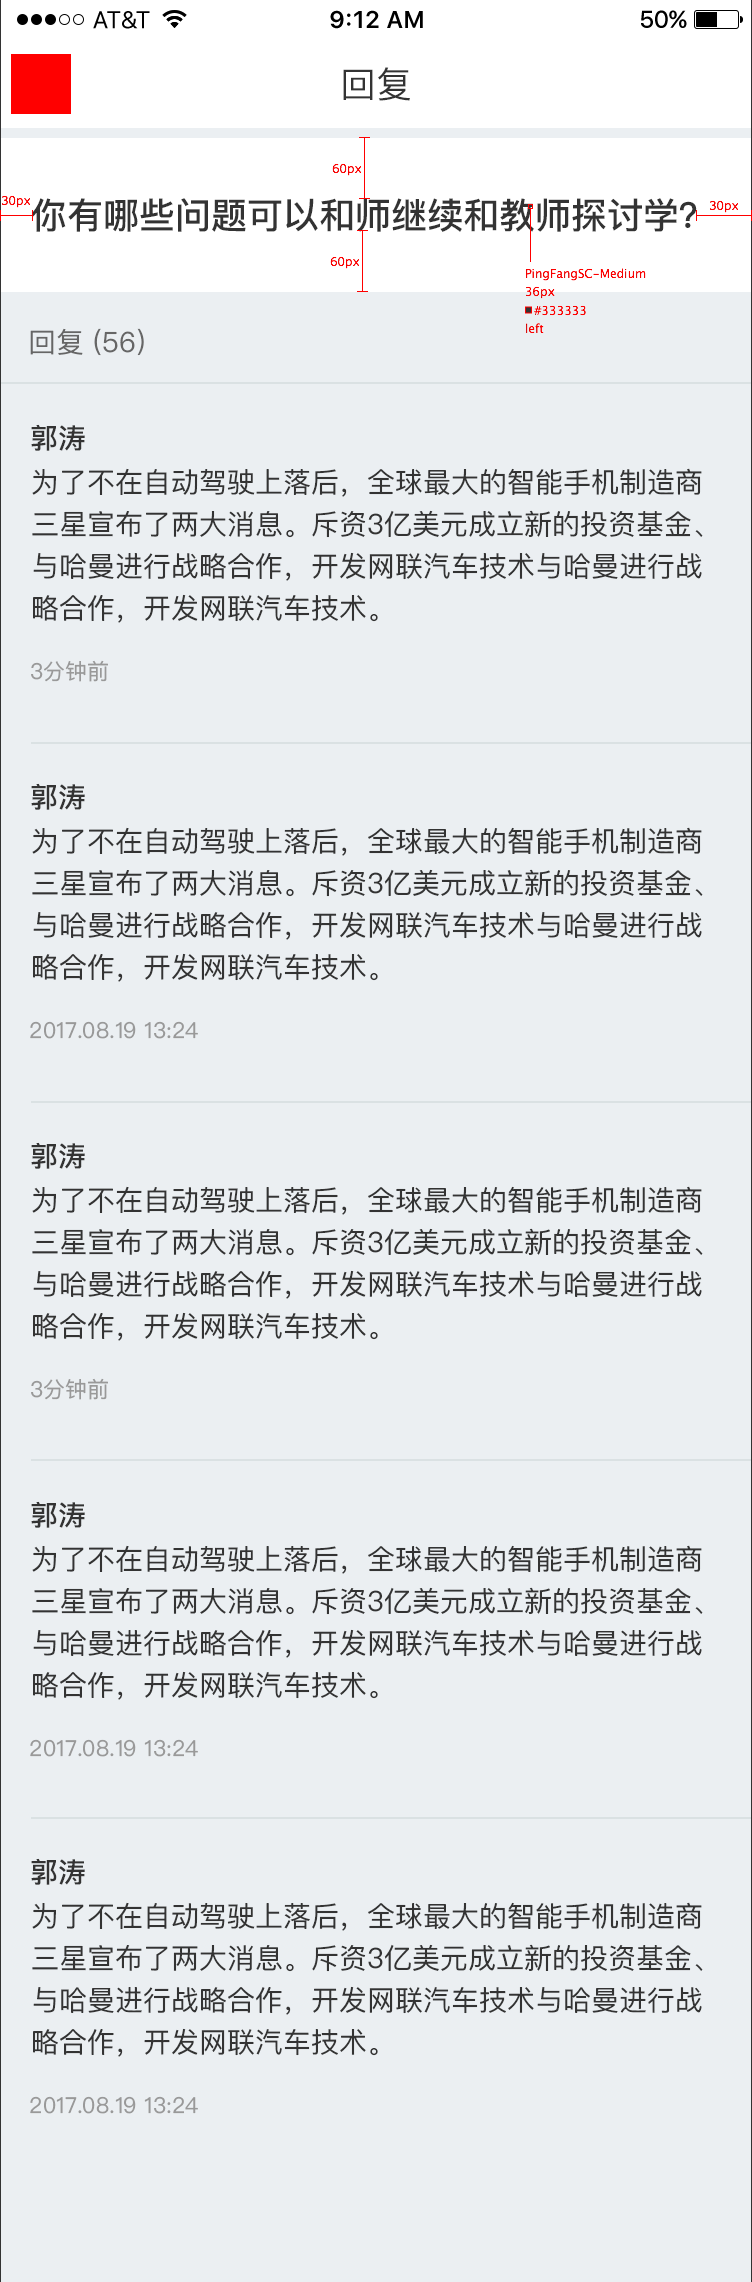 AT&T 9:12 AM 50%
回复
60px
30px
你有哪些问题可以和师继续和教师探讨学?
30px
60px
PingFangSC-Medium
36px
#333333
left
回复 (56)
郭涛
为了不在自动驾驶上落后，全球最大的智能手机制造商
三星宣布了两大消息。斥资3亿美元成立新的投资基金、
与哈曼进行战略合作，开发网联汽车技术与哈曼进行战
略合作，开发网联汽车技术。
3分钟前
郭涛
为了不在自动驾驶上落后，全球最大的智能手机制造商
三星宣布了两大消息。斥资3亿美元成立新的投资基金、
与哈曼进行战略合作，开发网联汽车技术与哈曼进行战
略合作，开发网联汽车技术。
2017.08.19 13:24
郭涛
为了不在自动驾驶上落后，全球最大的智能手机制造商
三星宣布了两大消息。斥资3亿美元成立新的投资基金、
与哈曼进行战略合作，开发网联汽车技术与哈曼进行战
略合作，开发网联汽车技术。
3分钟前
郭涛
为了不在自动驾驶上落后，全球最大的智能手机制造商
三星宣布了两大消息。斥资3亿美元成立新的投资基金、
与哈曼进行战略合作，开发网联汽车技术与哈曼进行战
略合作，开发网联汽车技术。
2017.08.19 13:24
郭涛
为了不在自动驾驶上落后，全球最大的智能手机制造商
三星宣布了两大消息。斥资3亿美元成立新的投资基金、
与哈曼进行战略合作，开发网联汽车技术与哈曼进行战
略合作，开发网联汽车技术。
2017.08.19 13:24